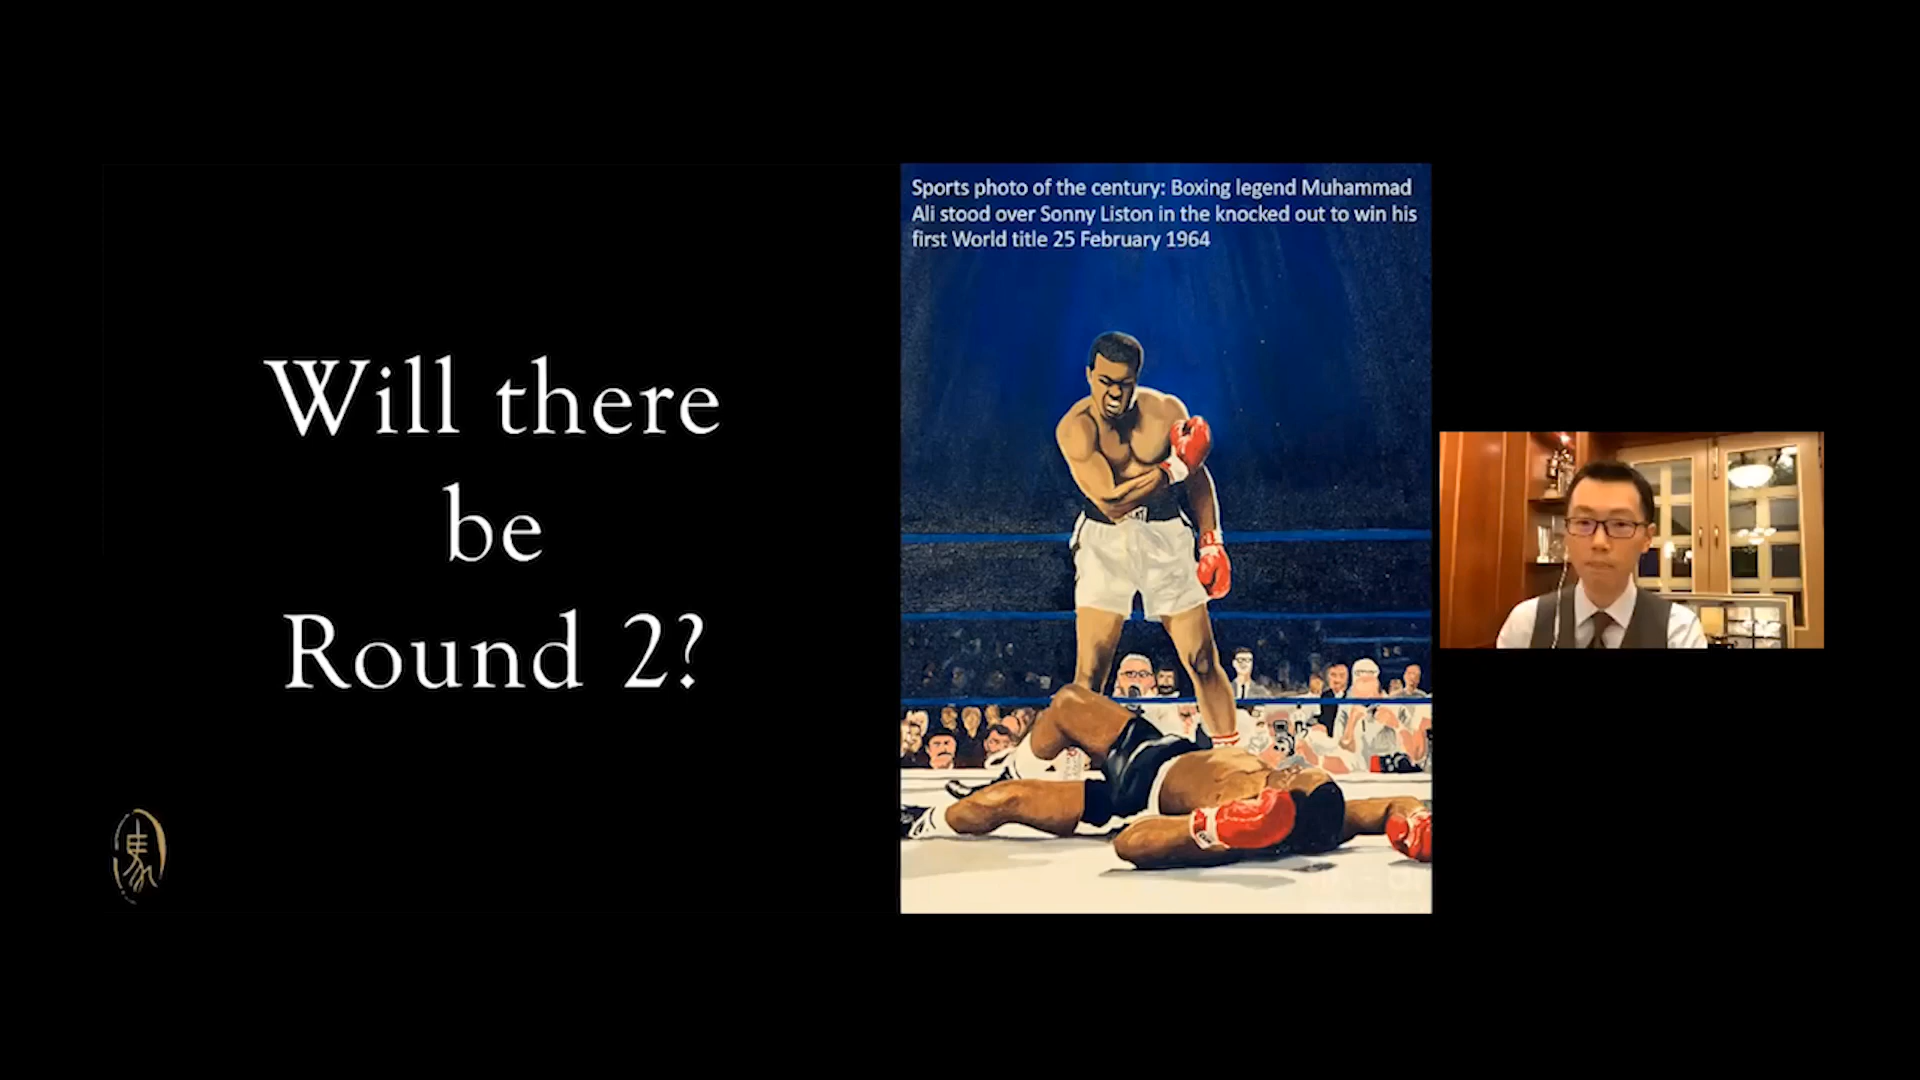 Will there
be
Round 2?
Sports photo of the century: Boxing legend Muhammad
Ali stood over Sonny Liston in the knocked out to win his
first World title 25 February 1964